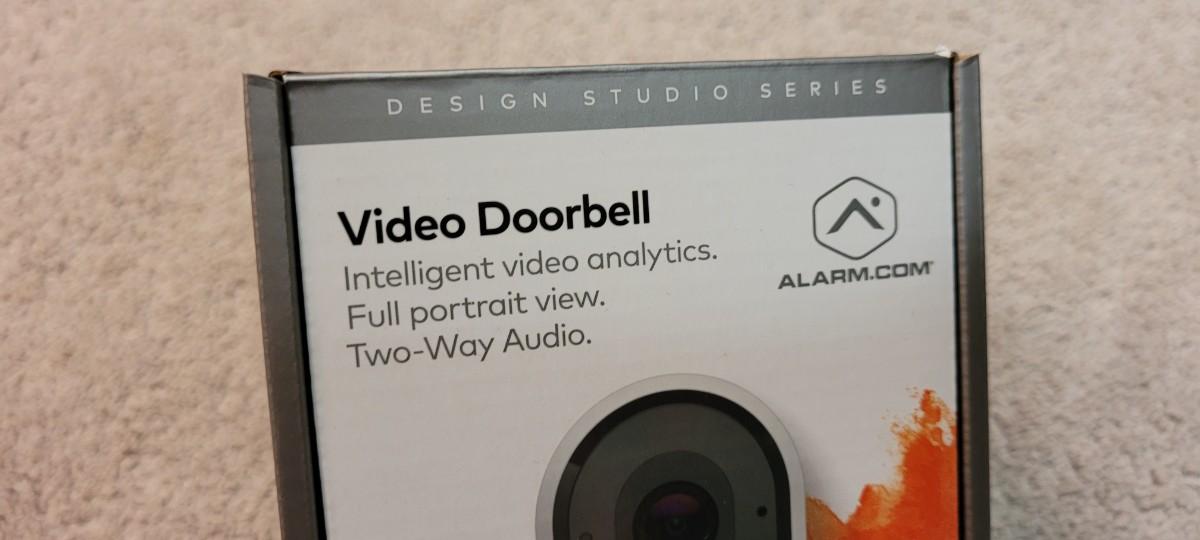 DESIGN STUDIO SERIES
Video Doorbell
Intelligent video analytics.
Full portrait view.
Two-Way Audio.
ALARM.COM